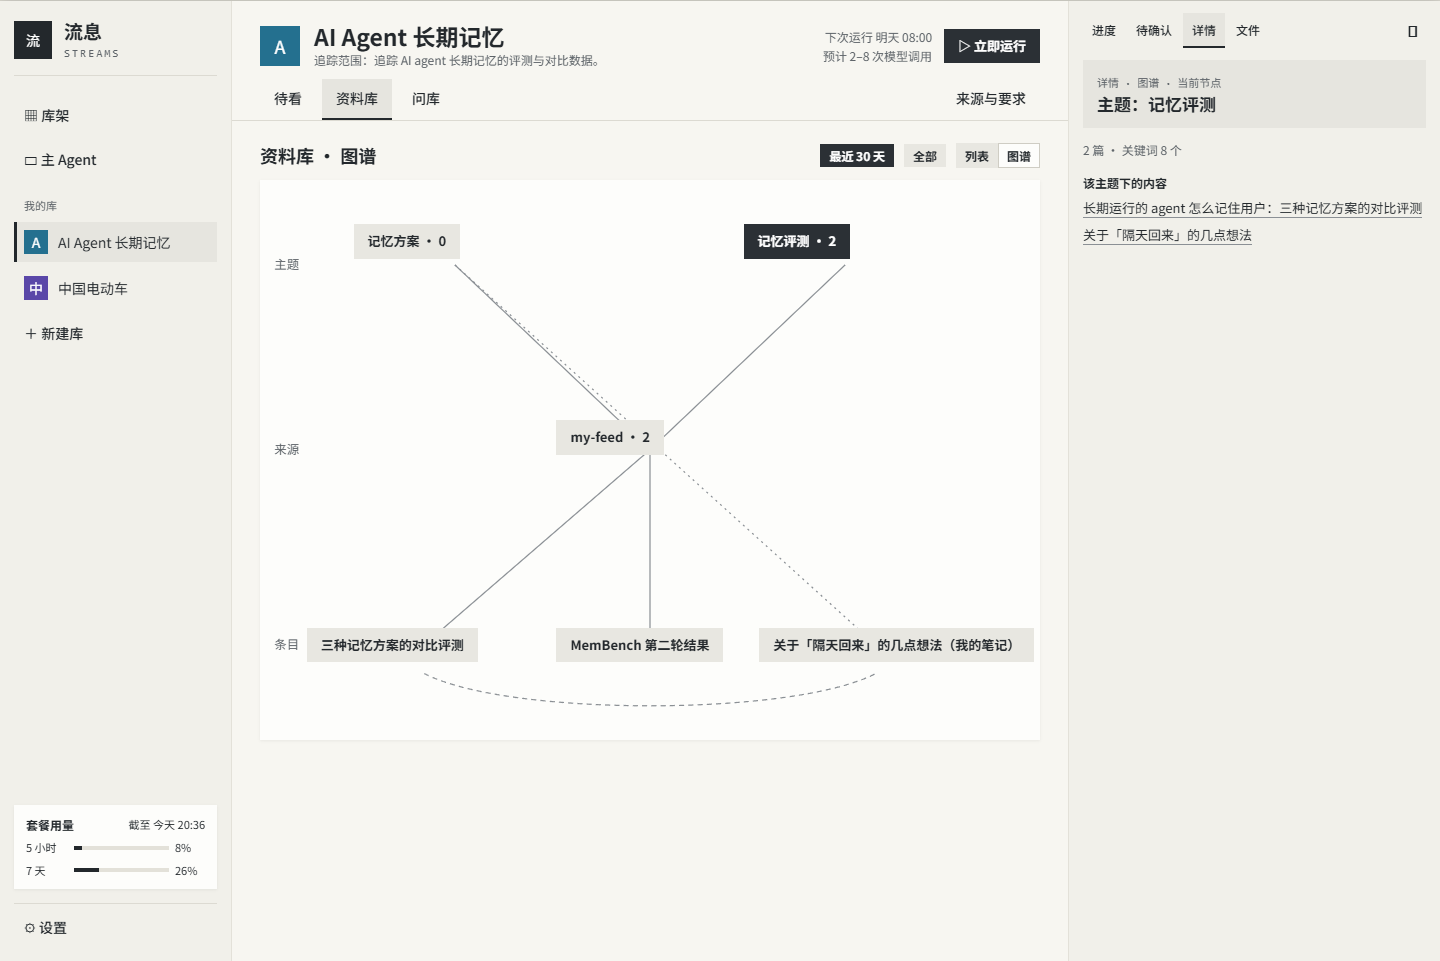 流
流息
STREAMS
库架
主 Agent
我的库
A
AI Agent 长期记忆
中
中国电动车
新建库
套餐用量
截至 今天 20:36
5 小时
8%
7 天
26%
设置
A
AI Agent 长期记忆
追踪范围：追踪 AI agent 长期记忆的评测与对比数据。
下次运行 明天 08:00
预计 2–8 次模型调用
▷ 立即运行
待看
资料库
问库
来源与要求
资料库 · 图谱
最近 30 天
全部
列表
图谱
记忆方案 · 0
记忆评测 · 2
主题
my-feed · 2
来源
条目
三种记忆方案的对比评测
MemBench 第二轮结果
关于「隔天回来」的几点想法（我的笔记）
进度
待确认
详情
文件
详情 · 图谱 · 当前节点
主题：记忆评测
2 篇 · 关键词 8 个
该主题下的内容
长期运行的 agent 怎么记住用户：三种记忆方案的对比评测
关于「隔天回来」的几点想法